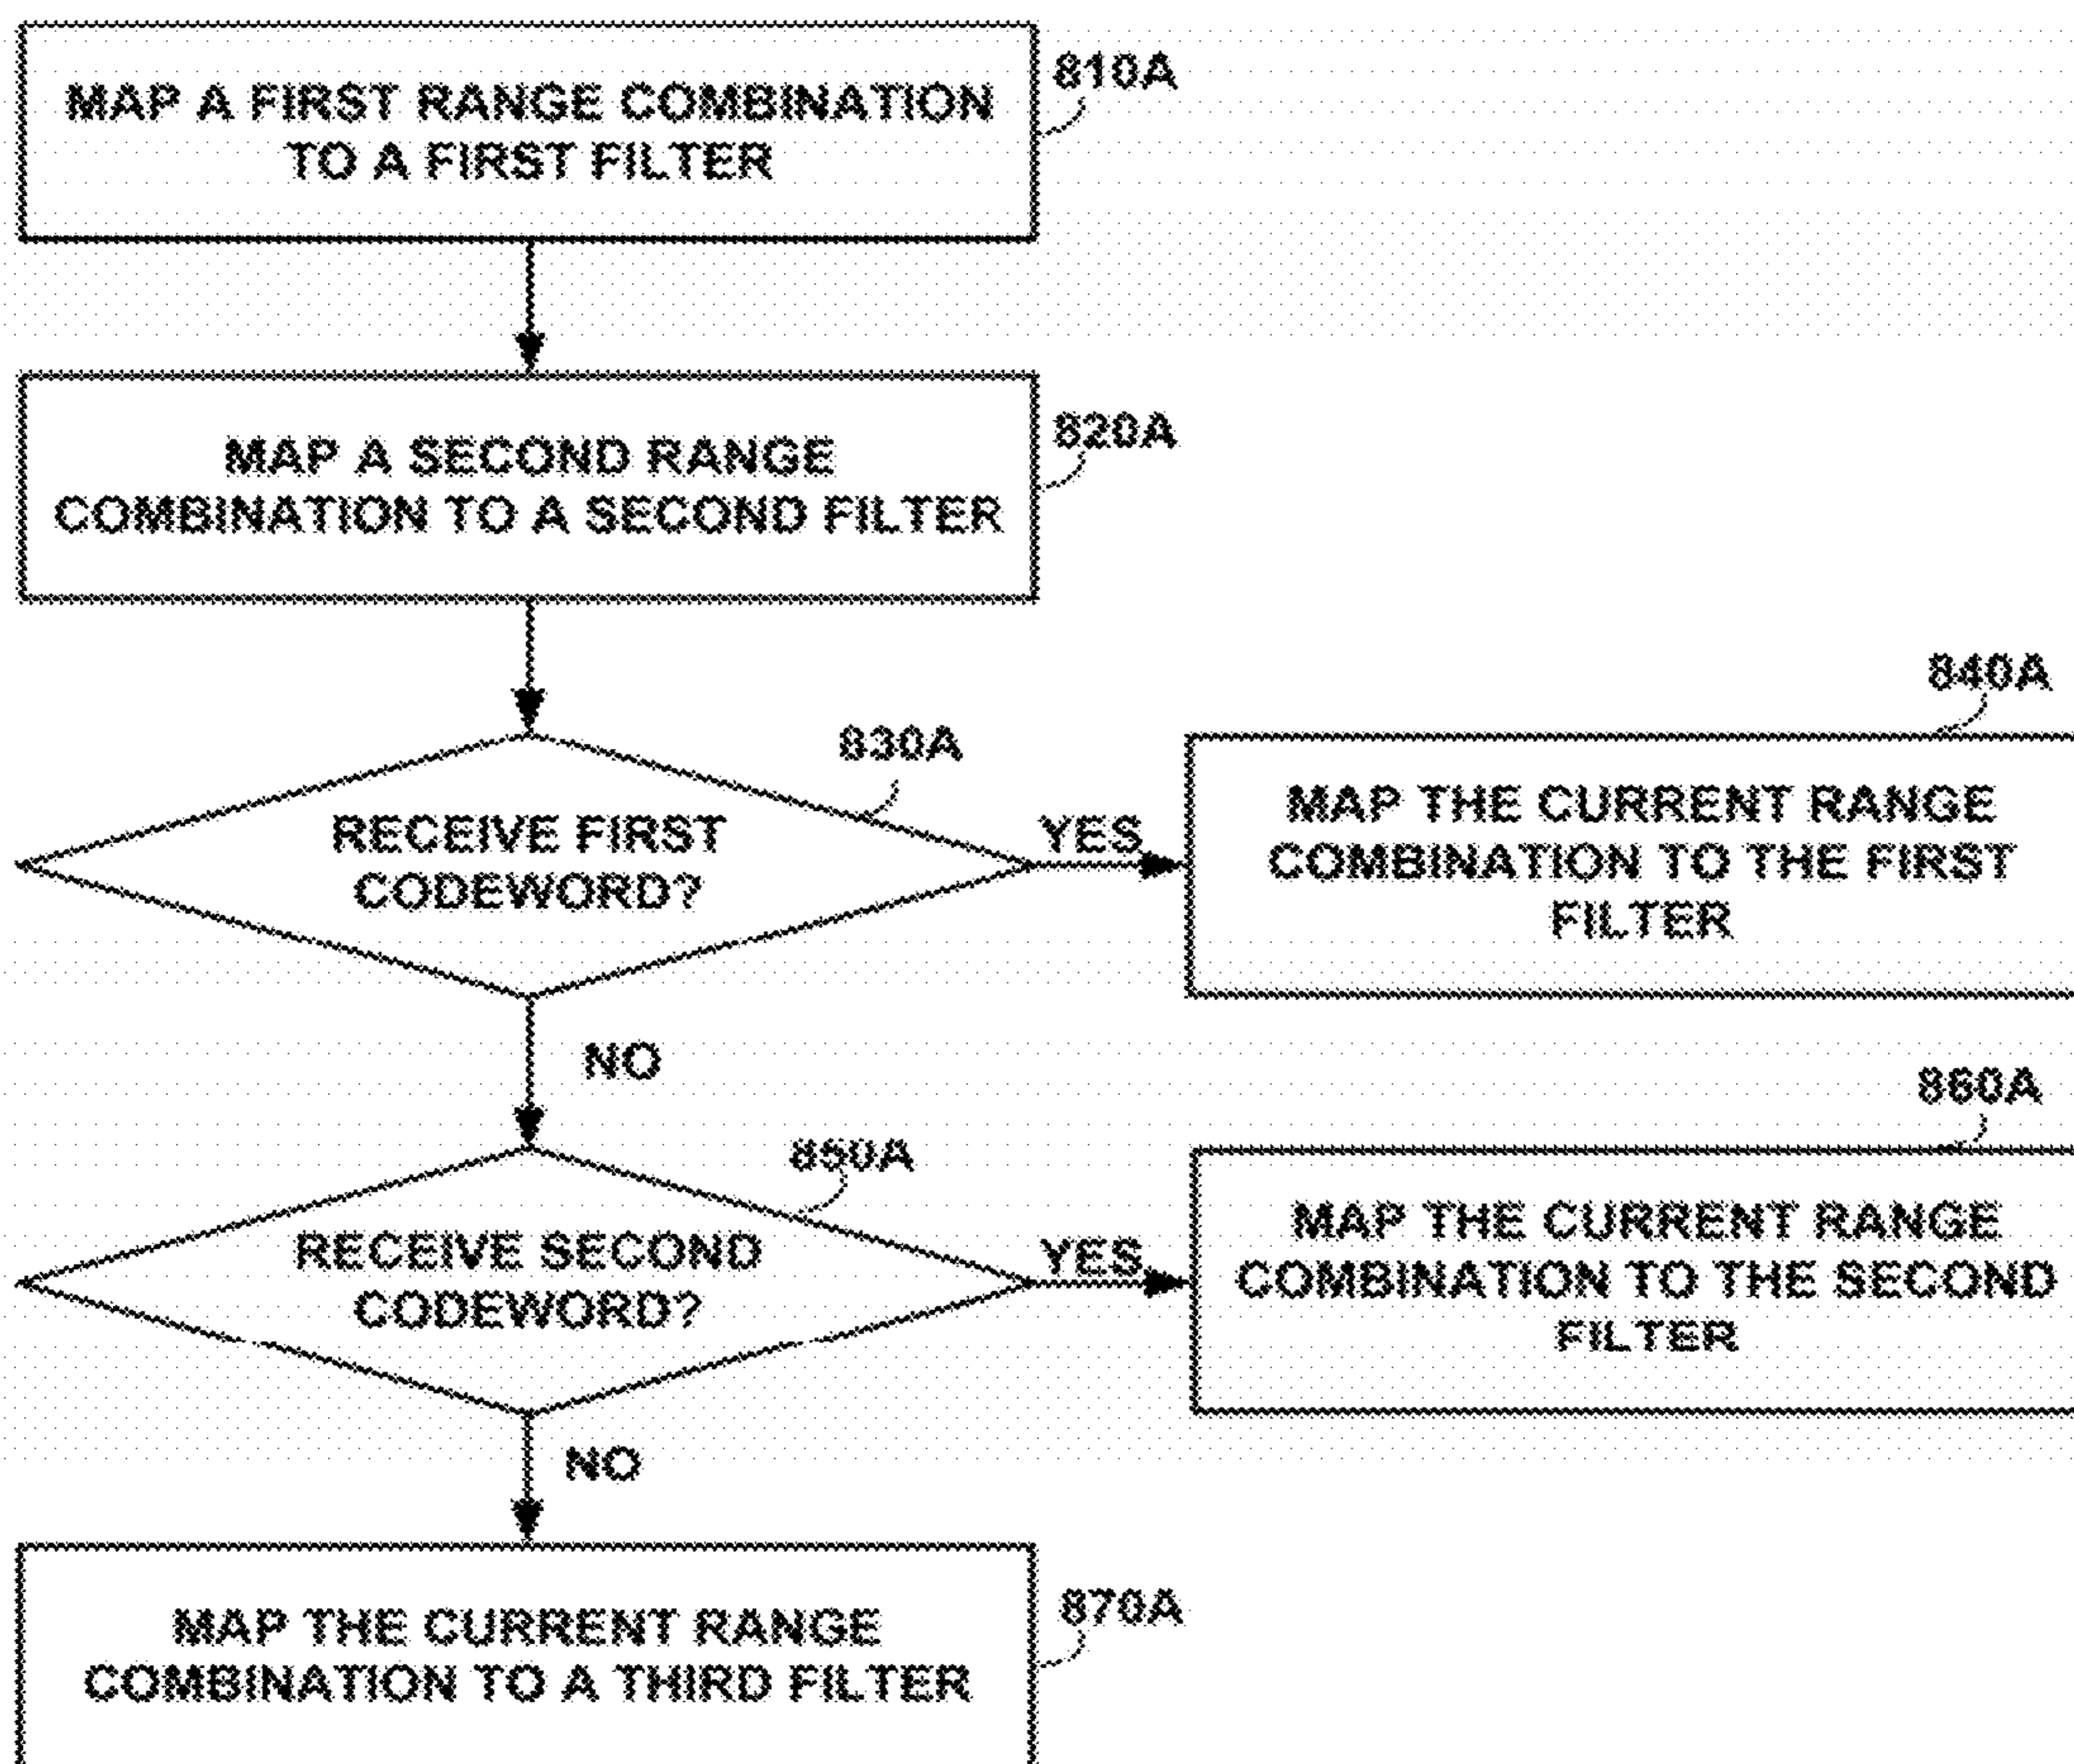 MAP A FIRST RANGE COMBINATION
TO A FIRST FILTER
810A
MAP A SECOND RANGE
COMBINATION TO A SECOND FILTER
820A
830A
RECEIVE FIRST
CODEWORD?
YES
840A
MAP THE CURRENT RANGE
COMBINATION TO THE FIRST
FILTER
NO
850A
RECEIVE SECOND
CODEWORD?
YES
860A
MAP THE CURRENT RANGE
COMBINATION TO THE SECOND
FILTER
NO
MAP THE CURRENT RANGE
COMBINATION TO A THIRD FILTER
870A